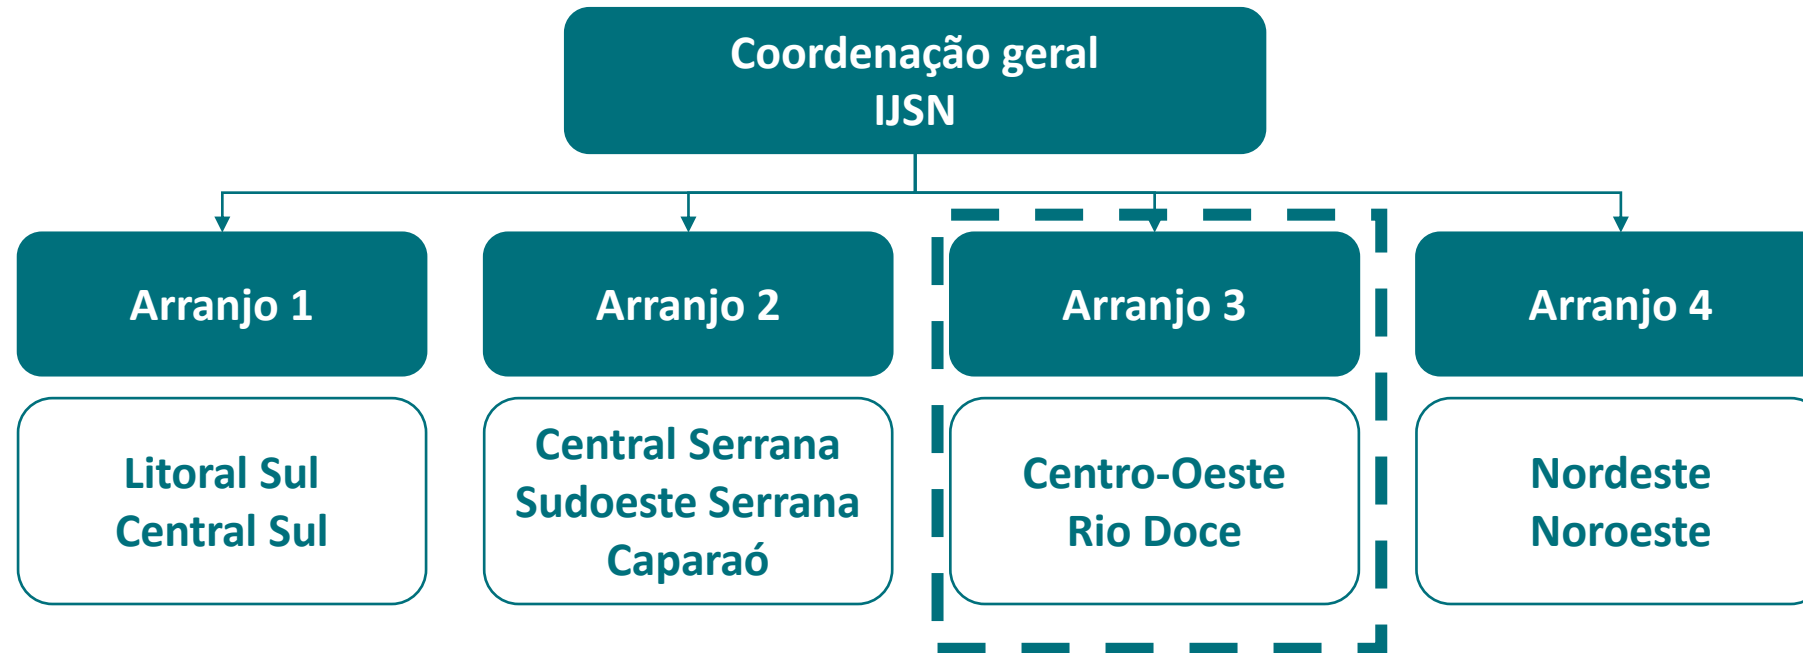 Coordenação geral
IJSN
Arranjo 1
Arranjo 2
Arranjo 3
Arranjo 4
Litoral Sul
Central Sul
Central Serrana
Sudoeste Serrana
Caparaó
Centro-Oeste
Rio Doce
Nordeste
Noroeste